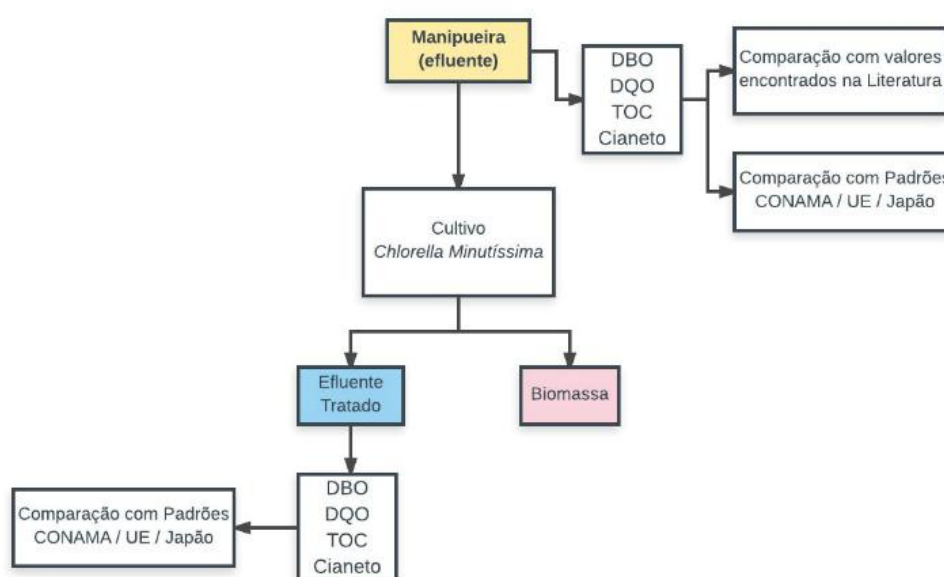 Manipueira
(efluente)
DBO
DQO
TOC
Cianeto
Comparação com valores
encontrados na Literatura
Comparação com Padrões
CONAMA / UE / Japão
Cultivo
Chlorella Minutíssima
Efluente
Tratado
Biomassa
DBO
DQO
TOC
Cianeto
Comparação com Padrões
CONAMA / UE / Japão